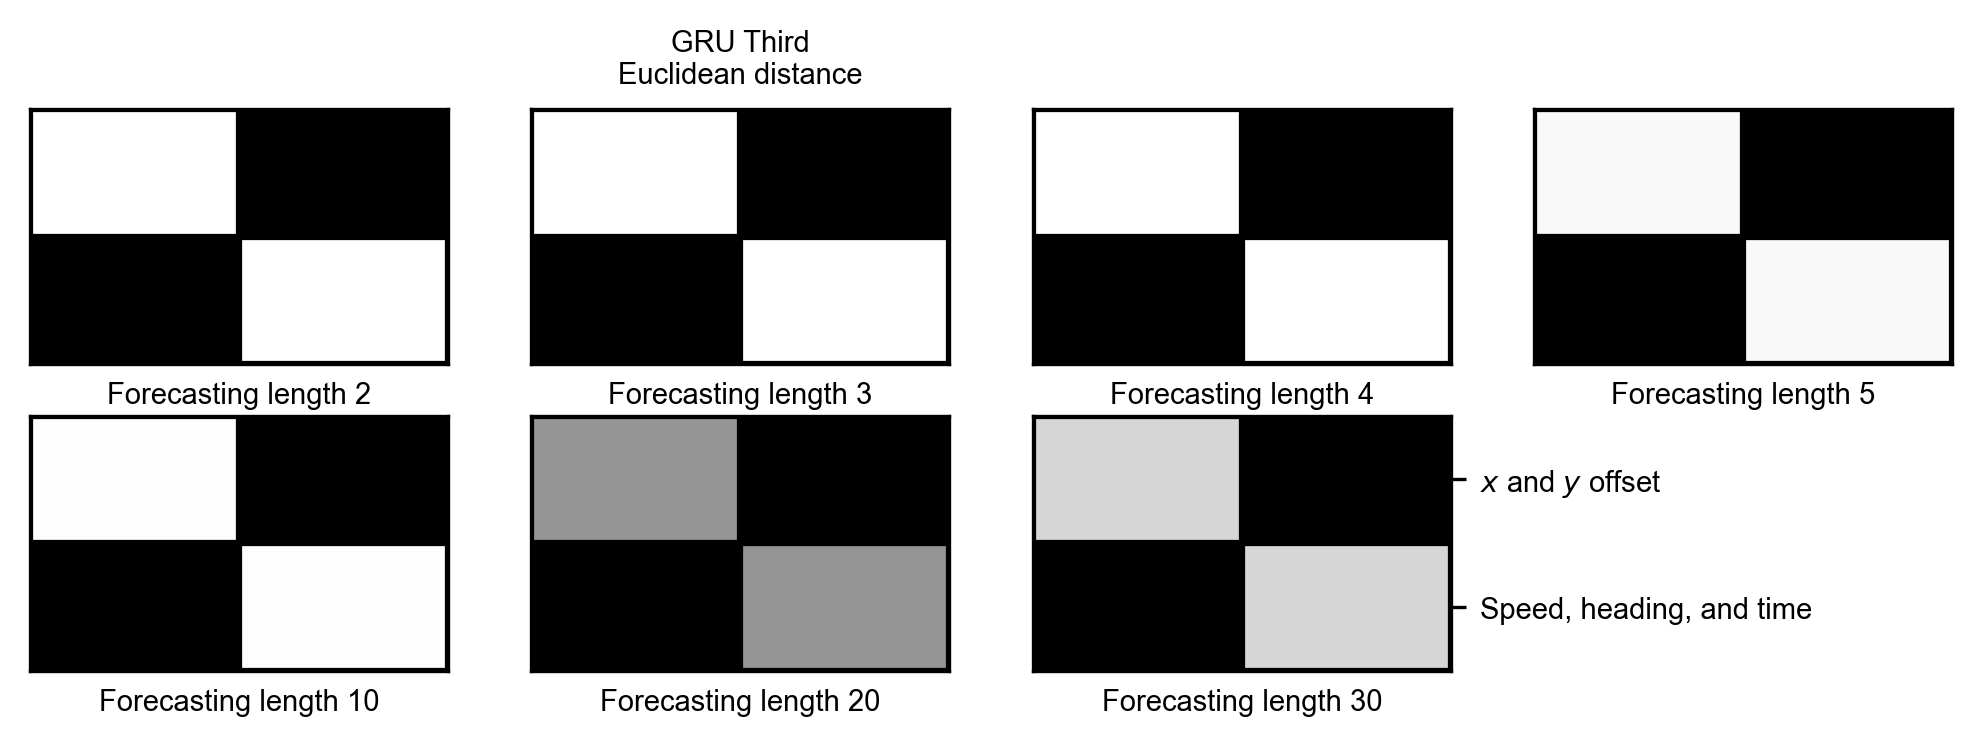 GRU Third
Euclidean distance
Forecasting length 2
Forecasting length 3
Forecasting length 4
Forecasting length 5
x and y offset
Speed, heading, and time
Forecasting length 10
Forecasting length 20
Forecasting length 30